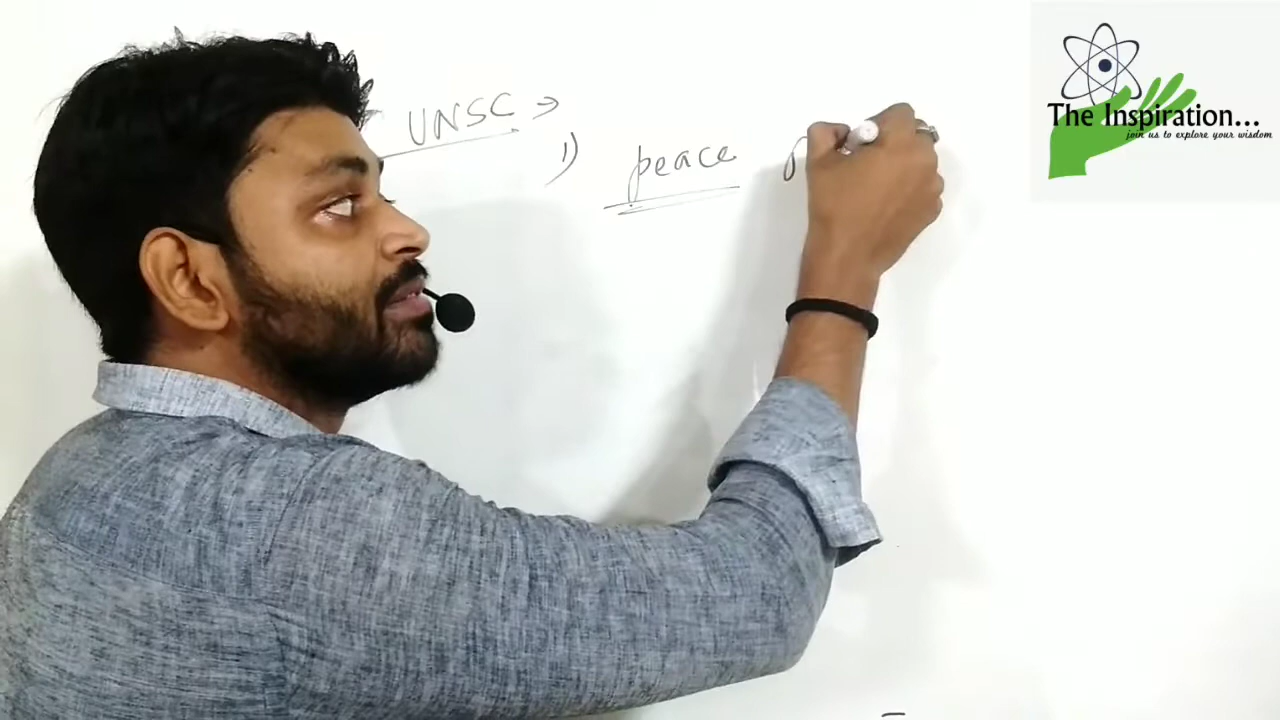 UNSC →
1) peace
The Inspiration...
join us to explore your wisdom